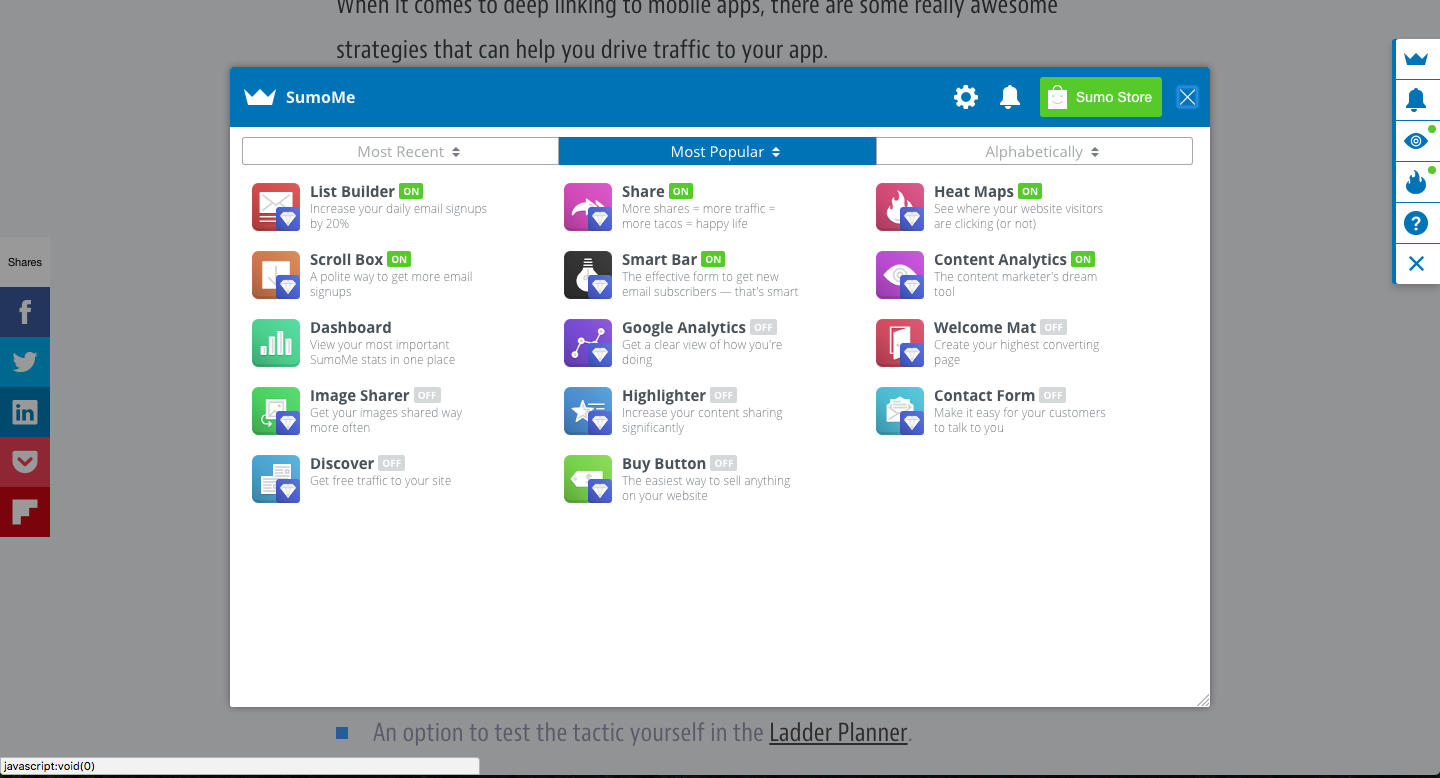 When it comes to deep linking to mobile apps, there are some really awesome
strategies that can help you drive traffic to your app.
SumoMe
Sumo Store
Most Recent
Most Popular
Alphabetically
List Builder ON
Increase your daily email signups
by 20%
Share ON
More shares = more traffic =
more tacos = happy life
Heat Maps ON
See where your website visitors
are clicking (or not)
Scroll Box ON
A polite way to get more email
signups
Smart Bar ON
The effective form to get new
email subscribers — that's smart
Content Analytics ON
The content marketer's dream
tool
Dashboard
View your most important
SumoMe stats in one place
Google Analytics OFF
Get a clear view of how you're
doing
Welcome Mat OFF
Create your highest converting
page
Image Sharer OFF
Get your images shared way
more often
Highlighter OFF
Increase your content sharing
significantly
Contact Form OFF
Make it easy for your customers
to talk to you
Discover OFF
Get free traffic to your site
Buy Button OFF
The easiest way to sell anything
on your website
Shares
An option to test the tactic yourself in the Ladder Planner.
javascript:void(0)